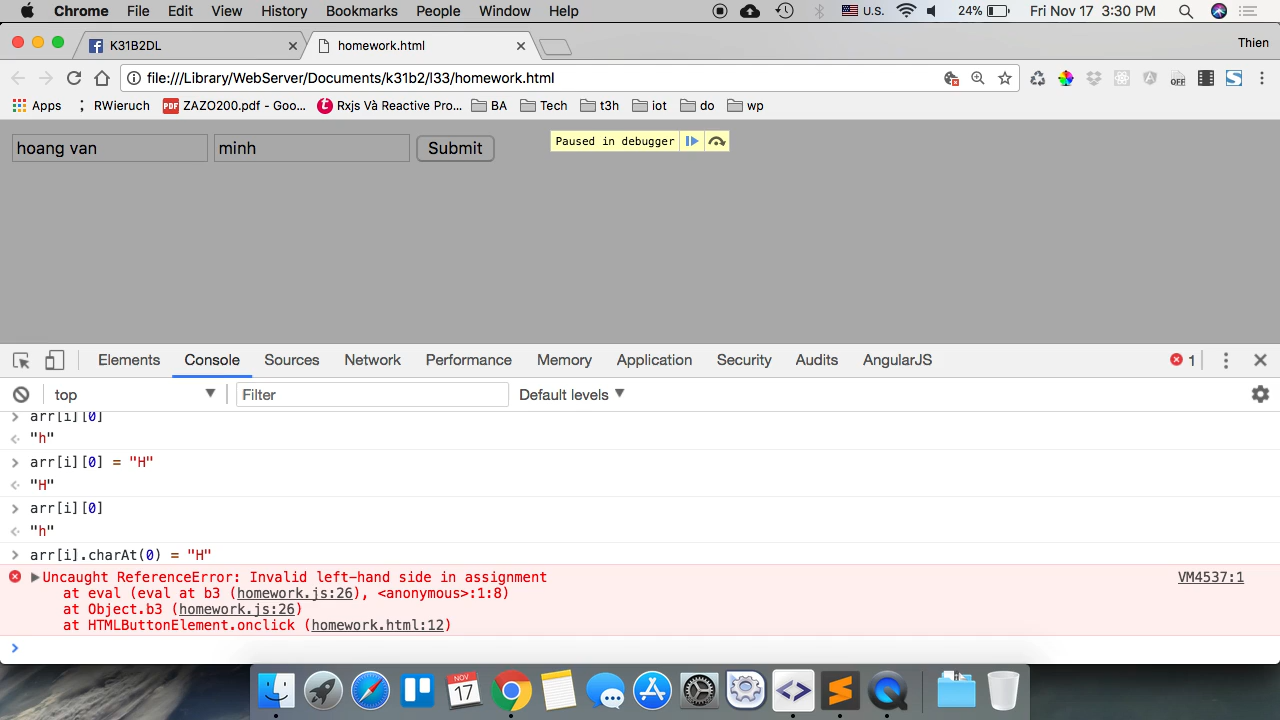 Chrome File Edit View History Bookmarks People Window Help U.S. 24% Fri Nov 17 3:30 PM
K31B2DL homework.html Thien
file:///Library/WebServer/Documents/k31b2/l33/homework.html OFF
Apps RWieruch PDF ZAZO200.pdf - Goo... t Rxjs Và Reactive Pro... BA Tech t3h iot do wp
hoang van minh Submit Paused in debugger
Elements Console Sources Network Performance Memory Application Security Audits AngularJS 1
top Filter Default levels
arr[i][0]
"h"
arr[i][0] = "H"
"H"
arr[i][0]
"h"
arr[i].charAt(0) = "H"
Uncaught ReferenceError: Invalid left-hand side in assignment VM4537:1
at eval (eval at b3 (homework.js:26), <anonymous>:1:8)
at Object.b3 (homework.js:26)
at HTMLButtonElement.onclick (homework.html:12)
NOV
17